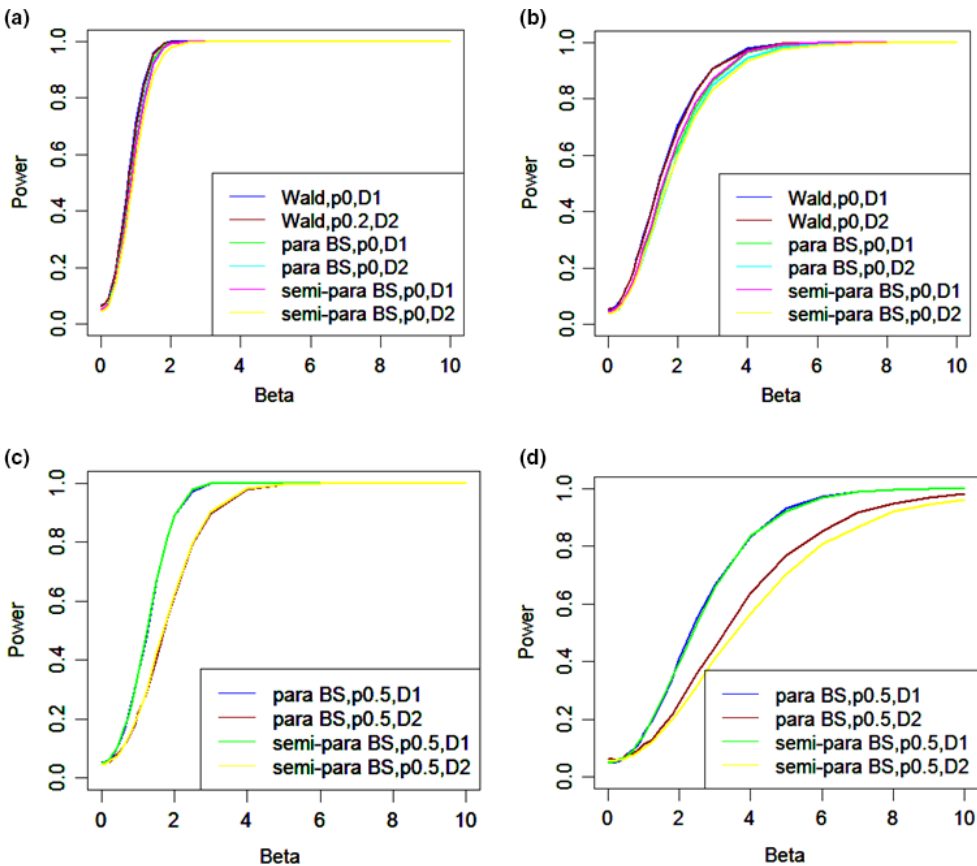 (a)
1.0
0.8
0.6
0.4
0.2
0.0
Power
Wald,p0,D1
Wald,p0.2,D2
para BS,p0,D1
para BS,p0,D2
semi-para BS,p0,D1
semi-para BS,p0,D2
0 2 4 6 8 10
Beta
(b)
1.0
0.8
0.6
0.4
0.2
0.0
Power
Wald,p0,D1
Wald,p0,D2
para BS,p0,D1
para BS,p0,D2
semi-para BS,p0,D1
semi-para BS,p0,D2
0 2 4 6 8 10
Beta
(c)
1.0
0.8
0.6
0.4
0.2
0.0
Power
para BS,p0.5,D1
para BS,p0.5,D2
semi-para BS,p0.5,D1
semi-para BS,p0.5,D2
0 2 4 6 8 10
Beta
(d)
1.0
0.8
0.6
0.4
0.2
0.0
Power
para BS,p0.5,D1
para BS,p0.5,D2
semi-para BS,p0.5,D1
semi-para BS,p0.5,D2
0 2 4 6 8 10
Beta